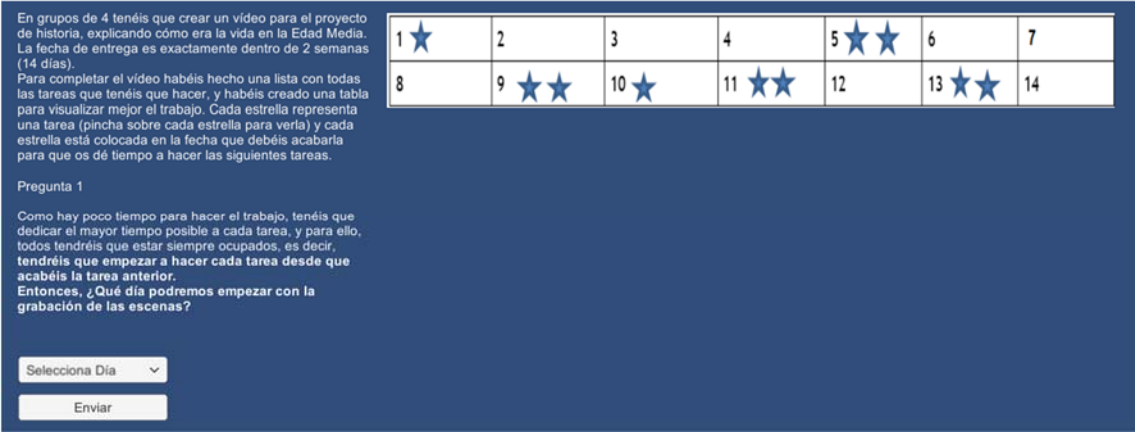 En grupos de 4 tenéis que crear un vídeo para el proyecto
de historia, explicando cómo era la vida en la Edad Media.
La fecha de entrega es exactamente dentro de 2 semanas
(14 días).
Para completar el vídeo habéis hecho una lista con todas
las tareas que tenéis que hacer, y habéis creado una tabla
para visualizar mejor el trabajo. Cada estrella representa
una tarea (pincha sobre cada estrella para verla) y cada
estrella está colocada en la fecha que debéis acabarla
para que os dé tiempo a hacer las siguientes tareas.
Pregunta 1
Como hay poco tiempo para hacer el trabajo, tenéis que
dedicar el mayor tiempo posible a cada tarea, y para ello,
todos tendréis que estar siempre ocupados, es decir,
tendréis que empezar a hacer cada tarea desde que
acabéis la tarea anterior.
Entonces, ¿Qué día podremos empezar con la
grabación de las escenas?
Selecciona Día
Enviar
1 2 3 4 5 6 7
8 9 10 11 12 13 14